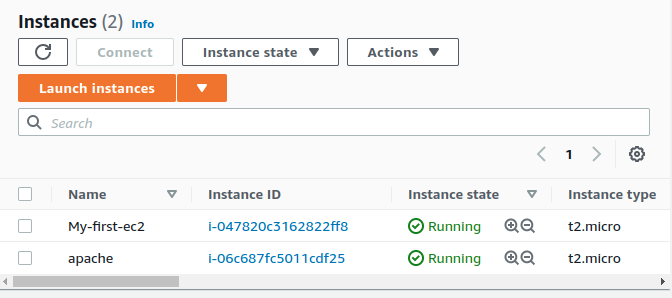 Instances (2) Info
Connect Instance state Actions
Launch instances
Search
1
Name Instance ID Instance state Instance type
My-first-ec2 i-047820c3162822ff8 Running t2.micro
apache i-06c687fc5011cdf25 Running t2.micro